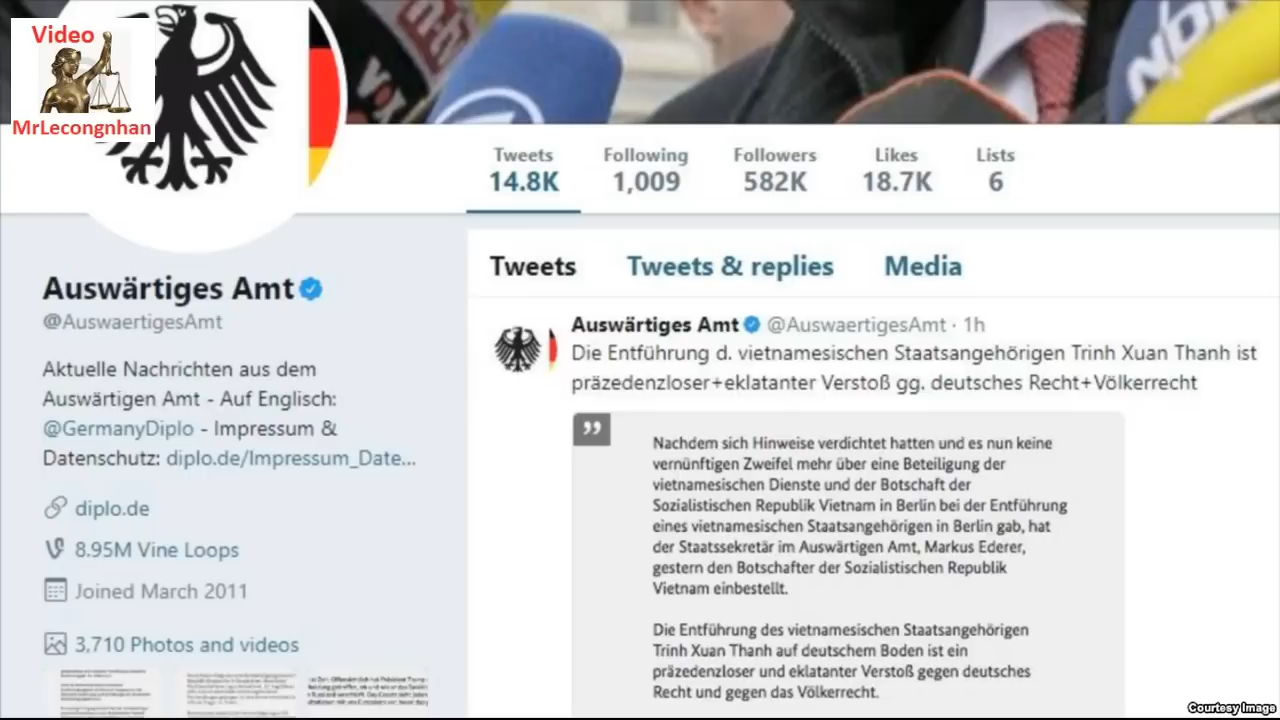 Video
MrLecongnhan
Tweets
14.8K
Following
1,009
Followers
582K
Likes
18.7K
Lists
6
Auswärtiges Amt
@AuswaertigesAmt
Aktuelle Nachrichten aus dem
Auswärtigen Amt - Auf Englisch:
@GermanyDiplo - Impressum &
Datenschutz: diplo.de/Impressum_Date...
diplo.de
8.95M Vine Loops
Joined March 2011
3,710 Photos and videos
Tweets Tweets & replies Media
Auswärtiges Amt @AuswaertigesAmt · 1h
Die Entführung d. vietnamesischen Staatsangehörigen Trinh Xuan Thanh ist
präzedenzloser+eklatanter Verstoß gg. deutsches Recht+Völkerrecht
Nachdem sich Hinweise verdichtet hatten und es nun keine
vernünftigen Zweifel mehr über eine Beteiligung der
vietnamesischen Dienste und der Botschaft der
Sozialistischen Republik Vietnam in Berlin bei der Entführung
eines vietnamesischen Staatsangehörigen in Berlin gab, hat
der Staatssekretär im Auswärtigen Amt, Markus Ederer,
gestern den Botschafter der Sozialistischen Republik
Vietnam einbestellt.
Die Entführung des vietnamesischen Staatsangehörigen
Trinh Xuan Thanh auf deutschem Boden ist ein
präzedenzloser und eklatanter Verstoß gegen deutsches
Recht und gegen das Völkerrecht.
Courtesy Image